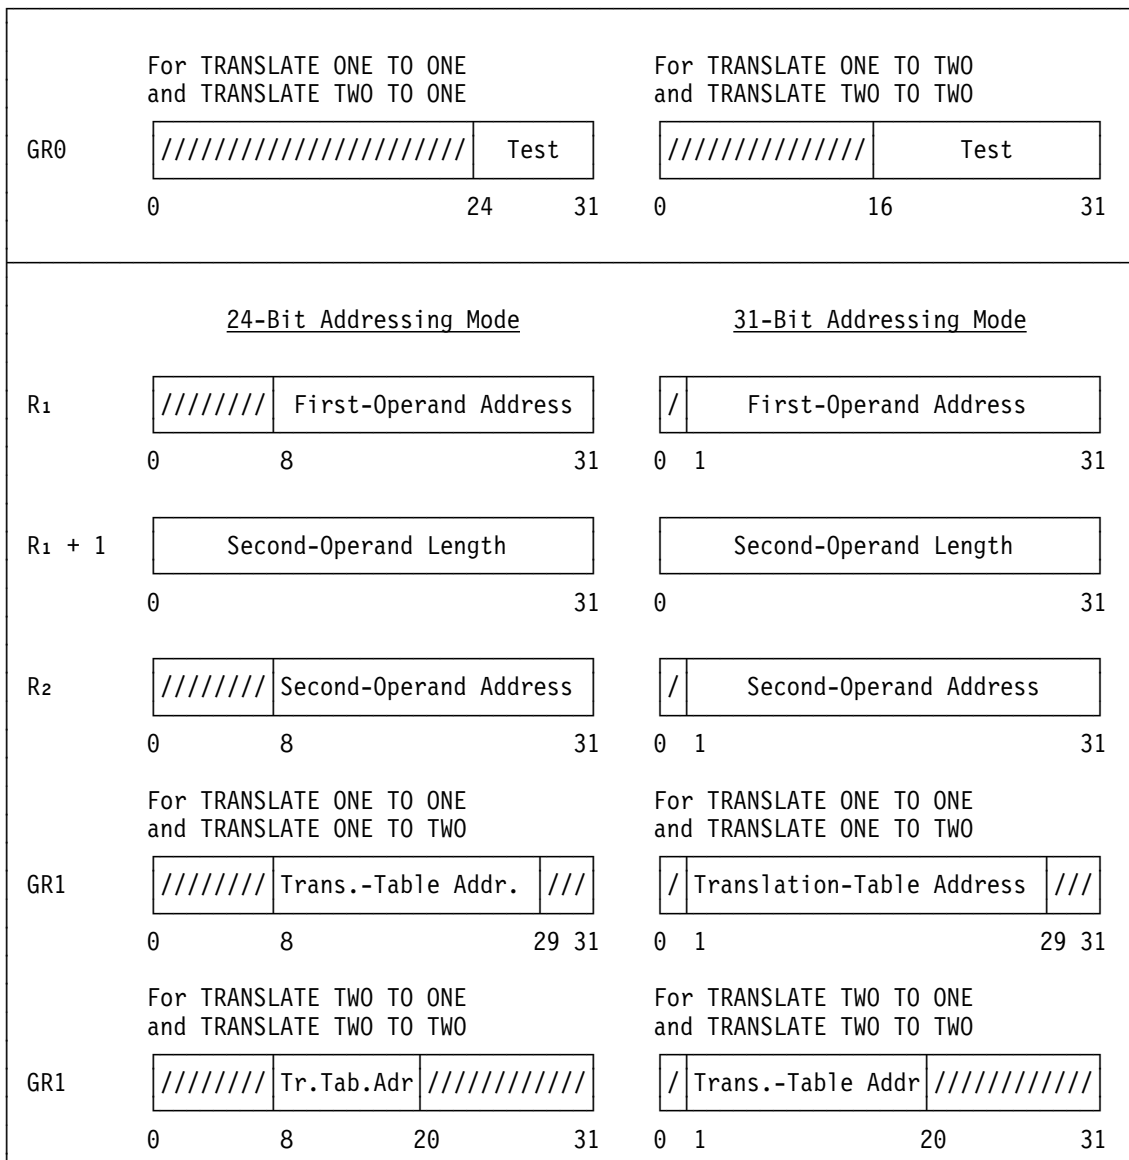 For TRANSLATE ONE TO ONE For TRANSLATE ONE TO TWO
and TRANSLATE TWO TO ONE and TRANSLATE TWO TO TWO
GR0 /////////////////////// Test /////////////// Test
0 24 31 0 16 31
24-Bit Addressing Mode 31-Bit Addressing Mode
R₁ //////// First-Operand Address / First-Operand Address
0 8 31 0 1 31
R₁ + 1 Second-Operand Length Second-Operand Length
0 31 0 31
R₂ //////// Second-Operand Address / Second-Operand Address
0 8 31 0 1 31
For TRANSLATE ONE TO ONE For TRANSLATE ONE TO ONE
and TRANSLATE ONE TO TWO and TRANSLATE ONE TO TWO
GR1 //////// Trans.-Table Addr. /// / Translation-Table Address ///
0 8 29 31 0 1 29 31
For TRANSLATE TWO TO ONE For TRANSLATE TWO TO ONE
and TRANSLATE TWO TO TWO and TRANSLATE TWO TO TWO
GR1 //////// Tr.Tab.Adr //////////// / Trans.-Table Addr ////////////
0 8 20 31 0 1 20 31